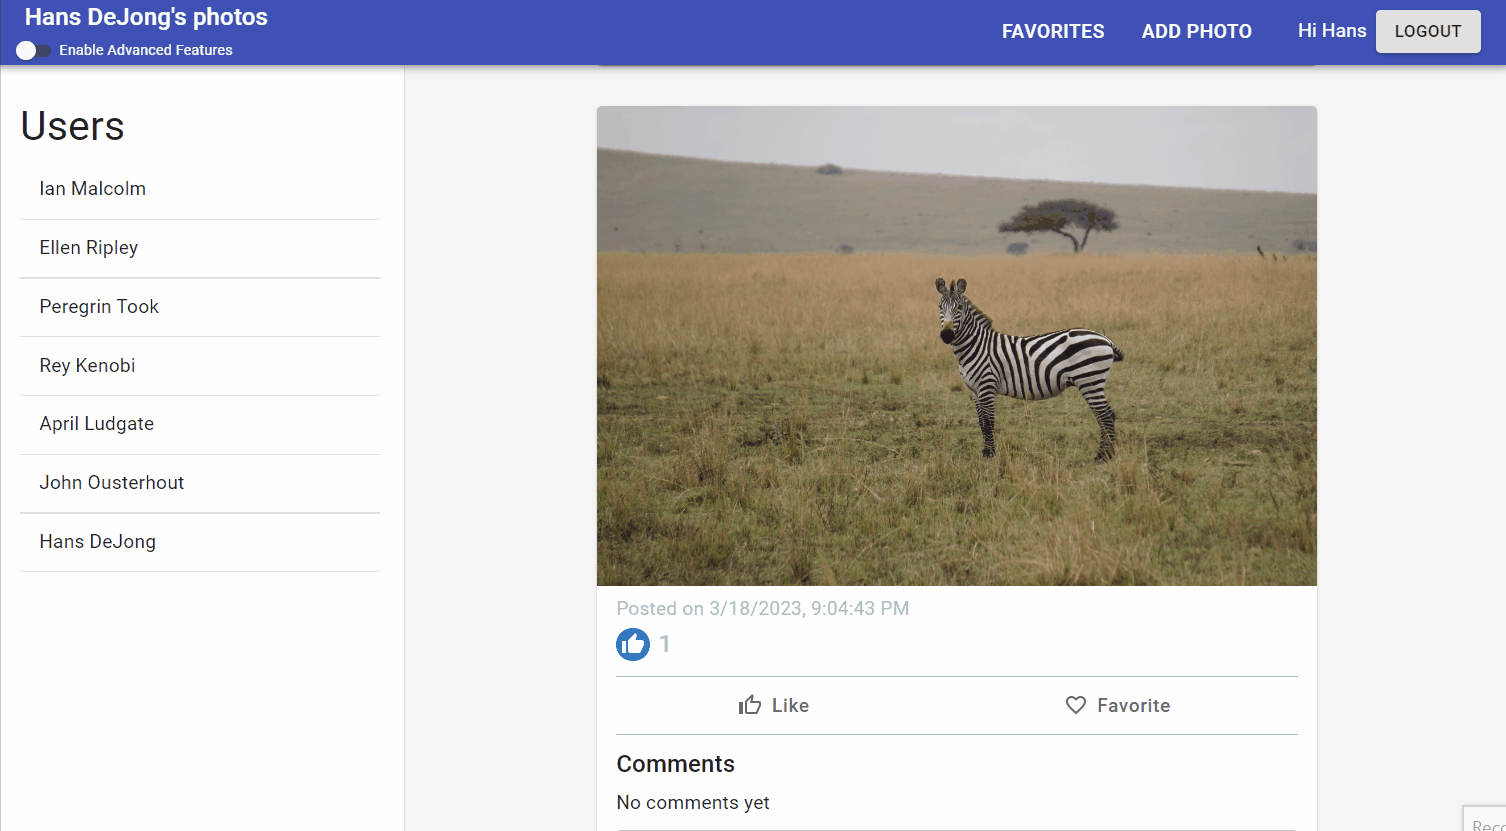 Hans DeJong's photos
Enable Advanced Features
FAVORITES
ADD PHOTO
Hi Hans
LOGOUT
Users
Ian Malcolm
Ellen Ripley
Peregrin Took
Rey Kenobi
April Ludgate
John Ousterhout
Hans DeJong
Posted on 3/18/2023, 9:04:43 PM
1
Like
Favorite
Comments
No comments yet